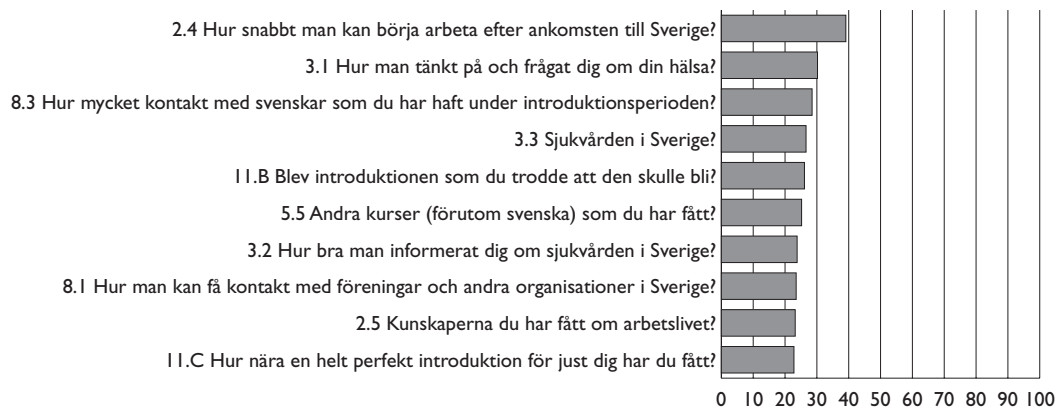 2.4 Hur snabbt man kan börja arbeta efter ankomsten till Sverige?
3.1 Hur man tänkt på och frågat dig om din hälsa?
8.3 Hur mycket kontakt med svenskar som du har haft under introduktionsperioden?
3.3 Sjukvården i Sverige?
11.B Blev introduktionen som du trodde att den skulle bli?
5.5 Andra kurser (förutom svenska) som du har fått?
3.2 Hur bra man informerat dig om sjukvården i Sverige?
8.1 Hur man kan få kontakt med föreningar och andra organisationer i Sverige?
2.5 Kunskaperna du har fått om arbetslivet?
11.C Hur nära en helt perfekt introduktion för just dig har du fått?
0 10 20 30 40 50 60 70 80 90 100